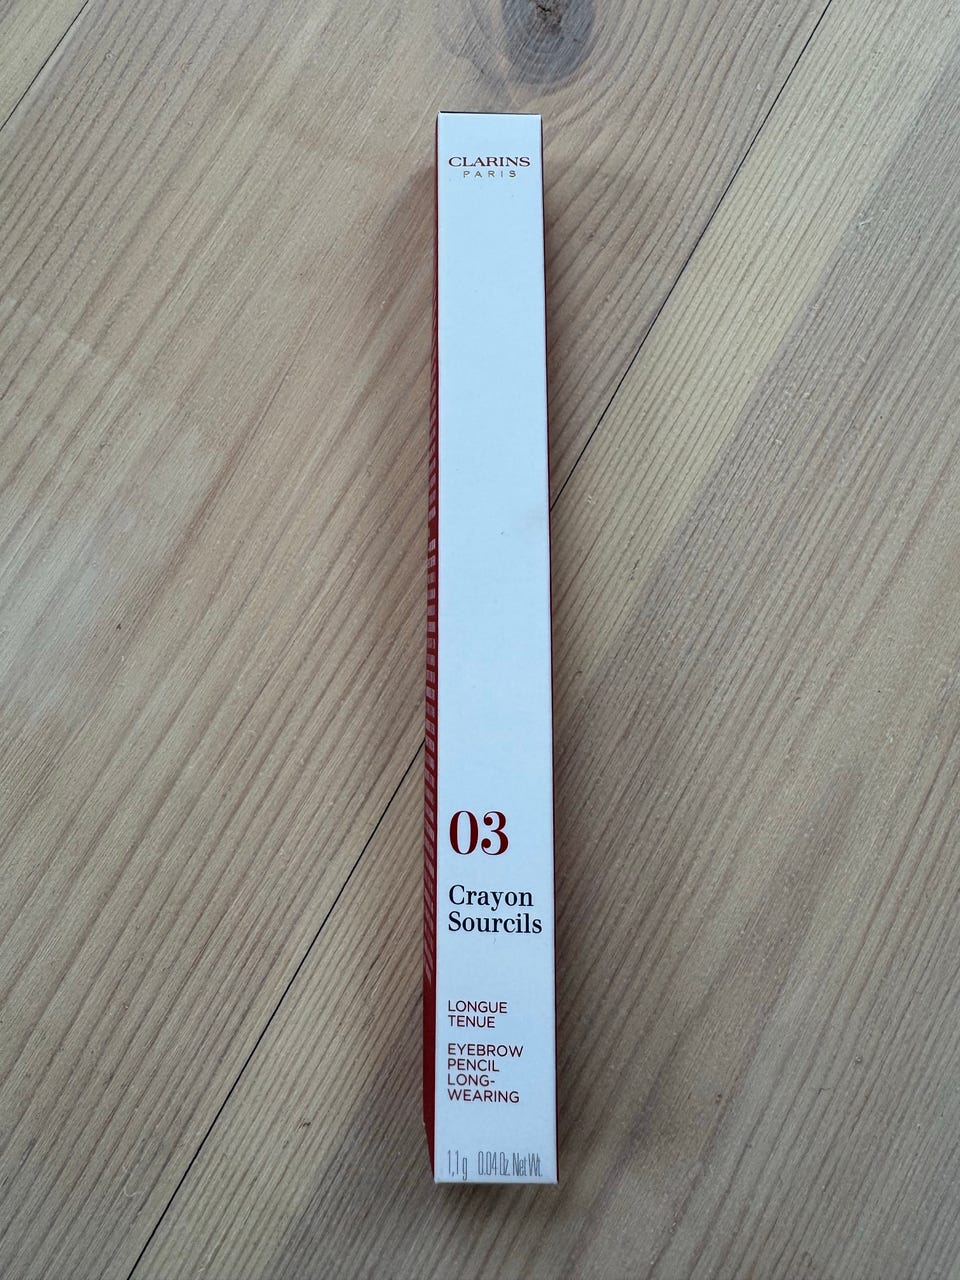 CLARINS
PARIS
03
Crayon
Sourcils
LONGUE
TENUE
EYEBROW
PENCIL
LONG-
WEARING
1,1 g 0.04 Oz. Net Wt.